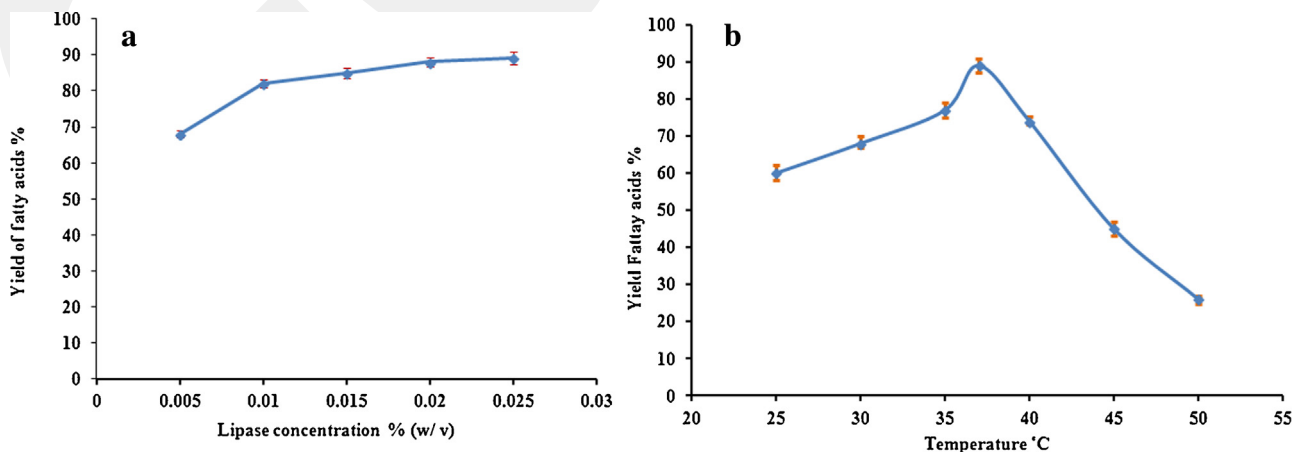 a
100
90
80
70
60
50
40
30
20
10
0
Yield of fatty acids %
0 0.005 0.01 0.015 0.02 0.025 0.03
Lipase concentration % (w/ v)
b
100
90
80
70
60
50
40
30
20
10
0
Yield Fattay acids %
20 25 30 35 40 45 50 55
Temperature °C